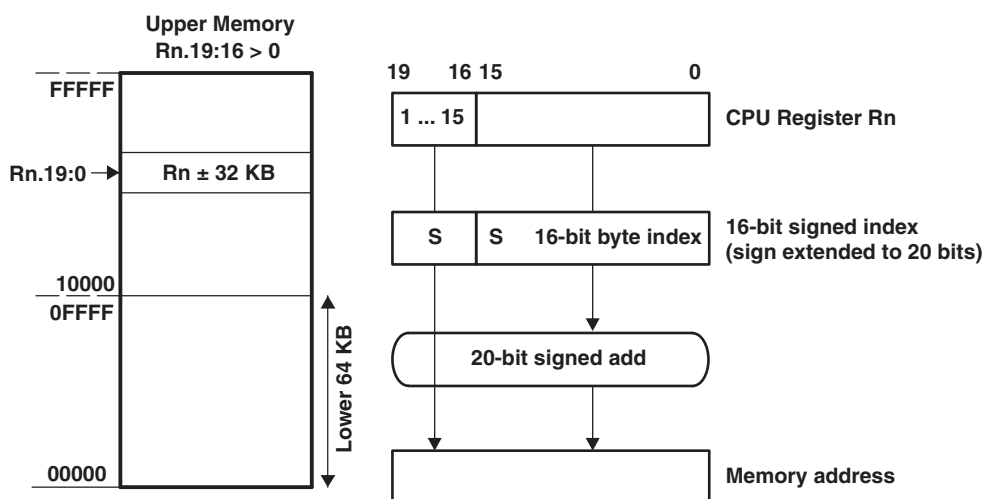 Upper Memory
Rn.19:16 > 0
FFFFF
Rn.19:0
Rn ± 32 KB
10000
0FFFF
Lower 64 KB
00000
19 16 15 0
1 ... 15
CPU Register Rn
S S 16-bit byte index
16-bit signed index
(sign extended to 20 bits)
20-bit signed add
Memory address